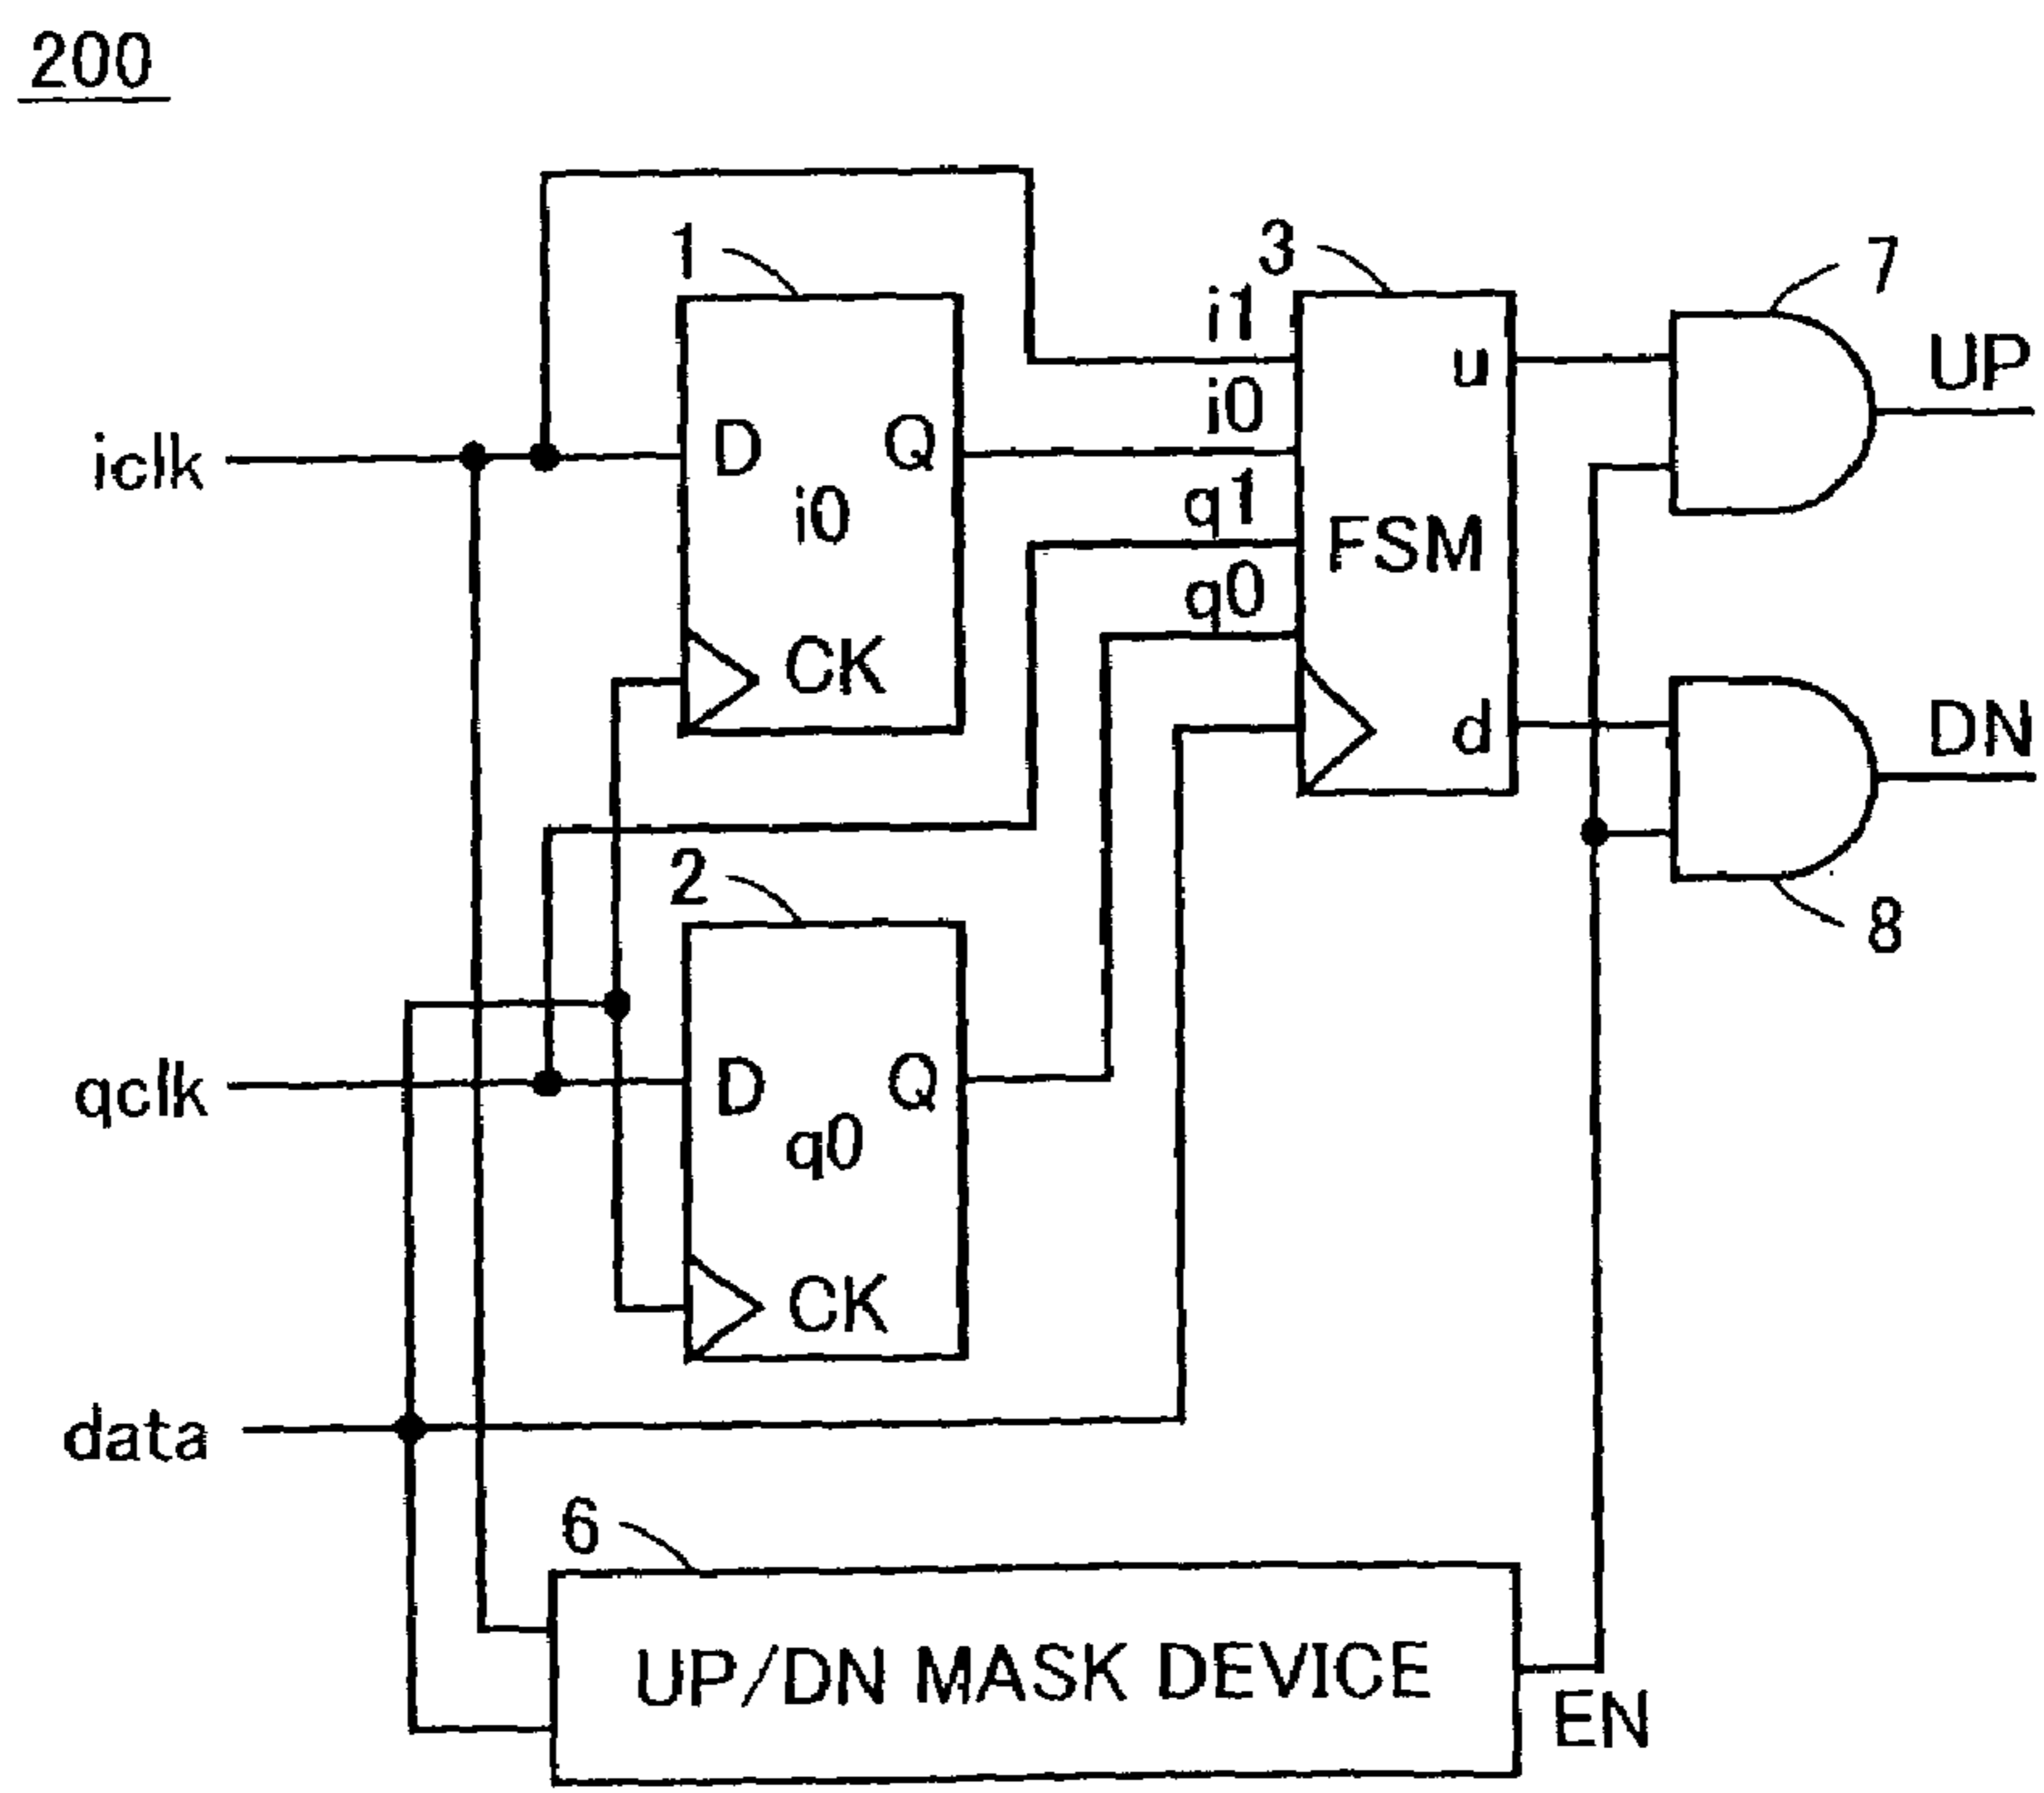 200
1
3
7
i1
UP
u
i0
iclk
D
Q
i0
q1
FSM
q0
CK
d
DN
2
8
qclk
D
Q
q0
CK
data
6
UP/DN MASK DEVICE
EN